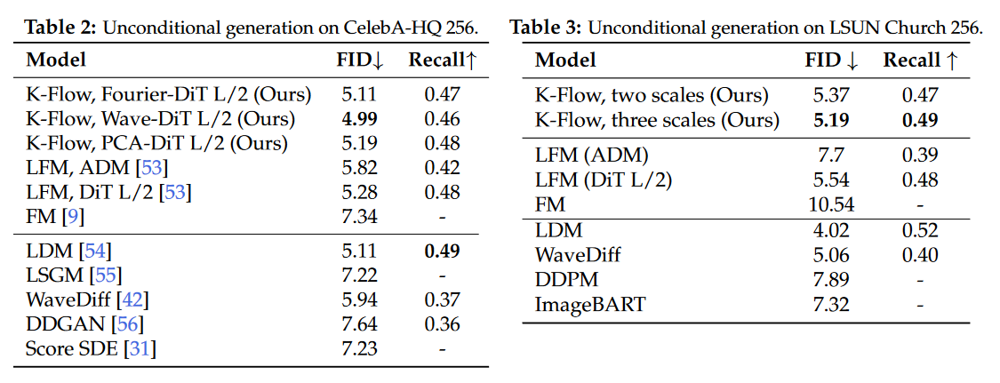 Table 2: Unconditional generation on CelebA-HQ 256.
Model FID↓ Recall↑
K-Flow, Fourier-DiT L/2 (Ours) 5.11 0.47
K-Flow, Wave-DiT L/2 (Ours) 4.99 0.46
K-Flow, PCA-DiT L/2 (Ours) 5.19 0.48
LFM, ADM [53] 5.82 0.42
LFM, DiT L/2 [53] 5.28 0.48
FM [9] 7.34 -
LDM [54] 5.11 0.49
LSGM [55] 7.22 -
WaveDiff [42] 5.94 0.37
DDGAN [56] 7.64 0.36
Score SDE [31] 7.23 -
Table 3: Unconditional generation on LSUN Church 256.
Model FID ↓ Recall ↑
K-Flow, two scales (Ours) 5.37 0.47
K-Flow, three scales (Ours) 5.19 0.49
LFM (ADM) 7.7 0.39
LFM (DiT L/2) 5.54 0.48
FM 10.54 -
LDM 4.02 0.52
WaveDiff 5.06 0.40
DDPM 7.89 -
ImageBART 7.32 -